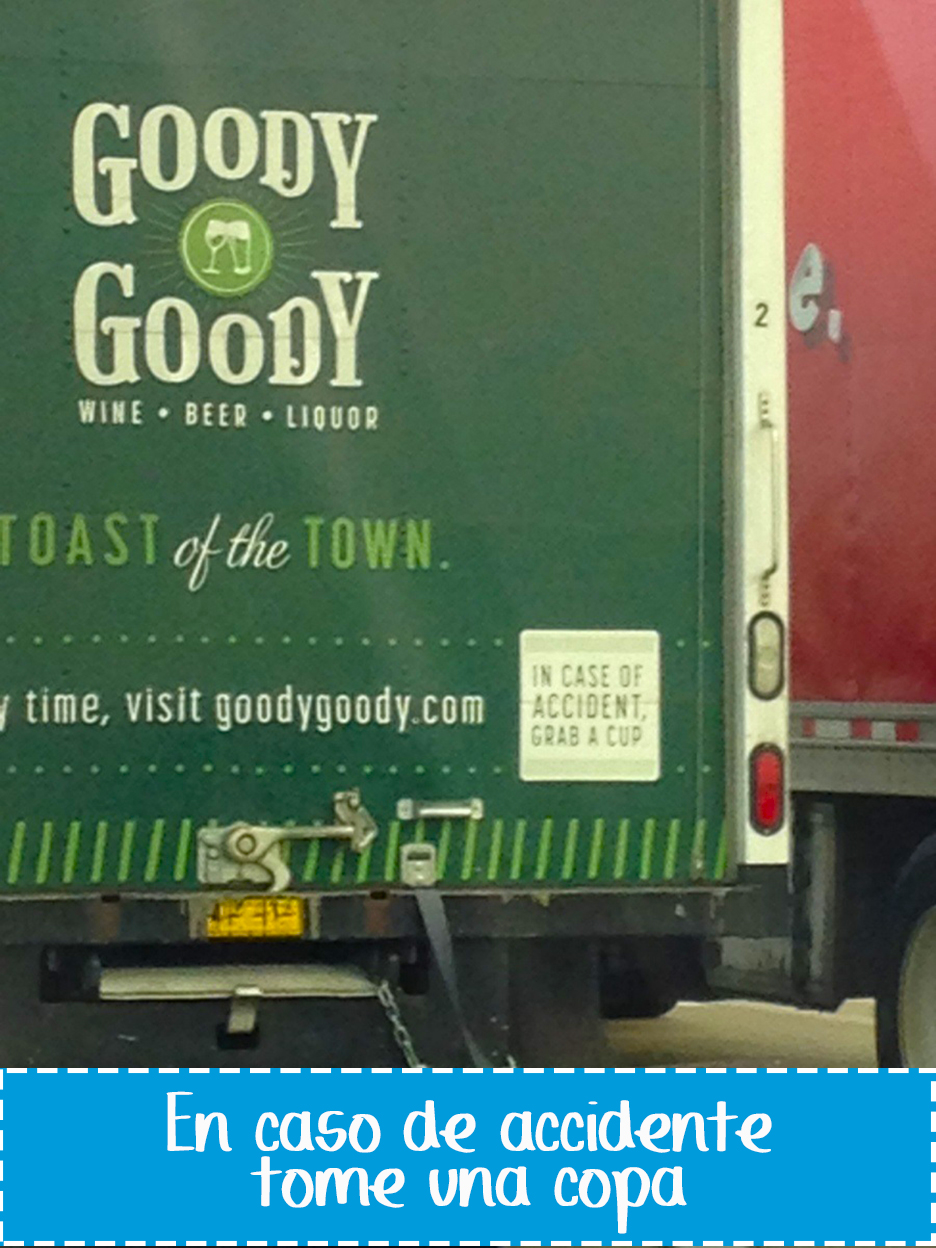 GOODY
GOODY
WINE • BEER • LIQUOR
TOAST of the TOWN.
y time, visit goodygoody.com
IN CASE OF
ACCIDENT,
GRAB A CUP
2
e.
En caso de accidente
tome una copa